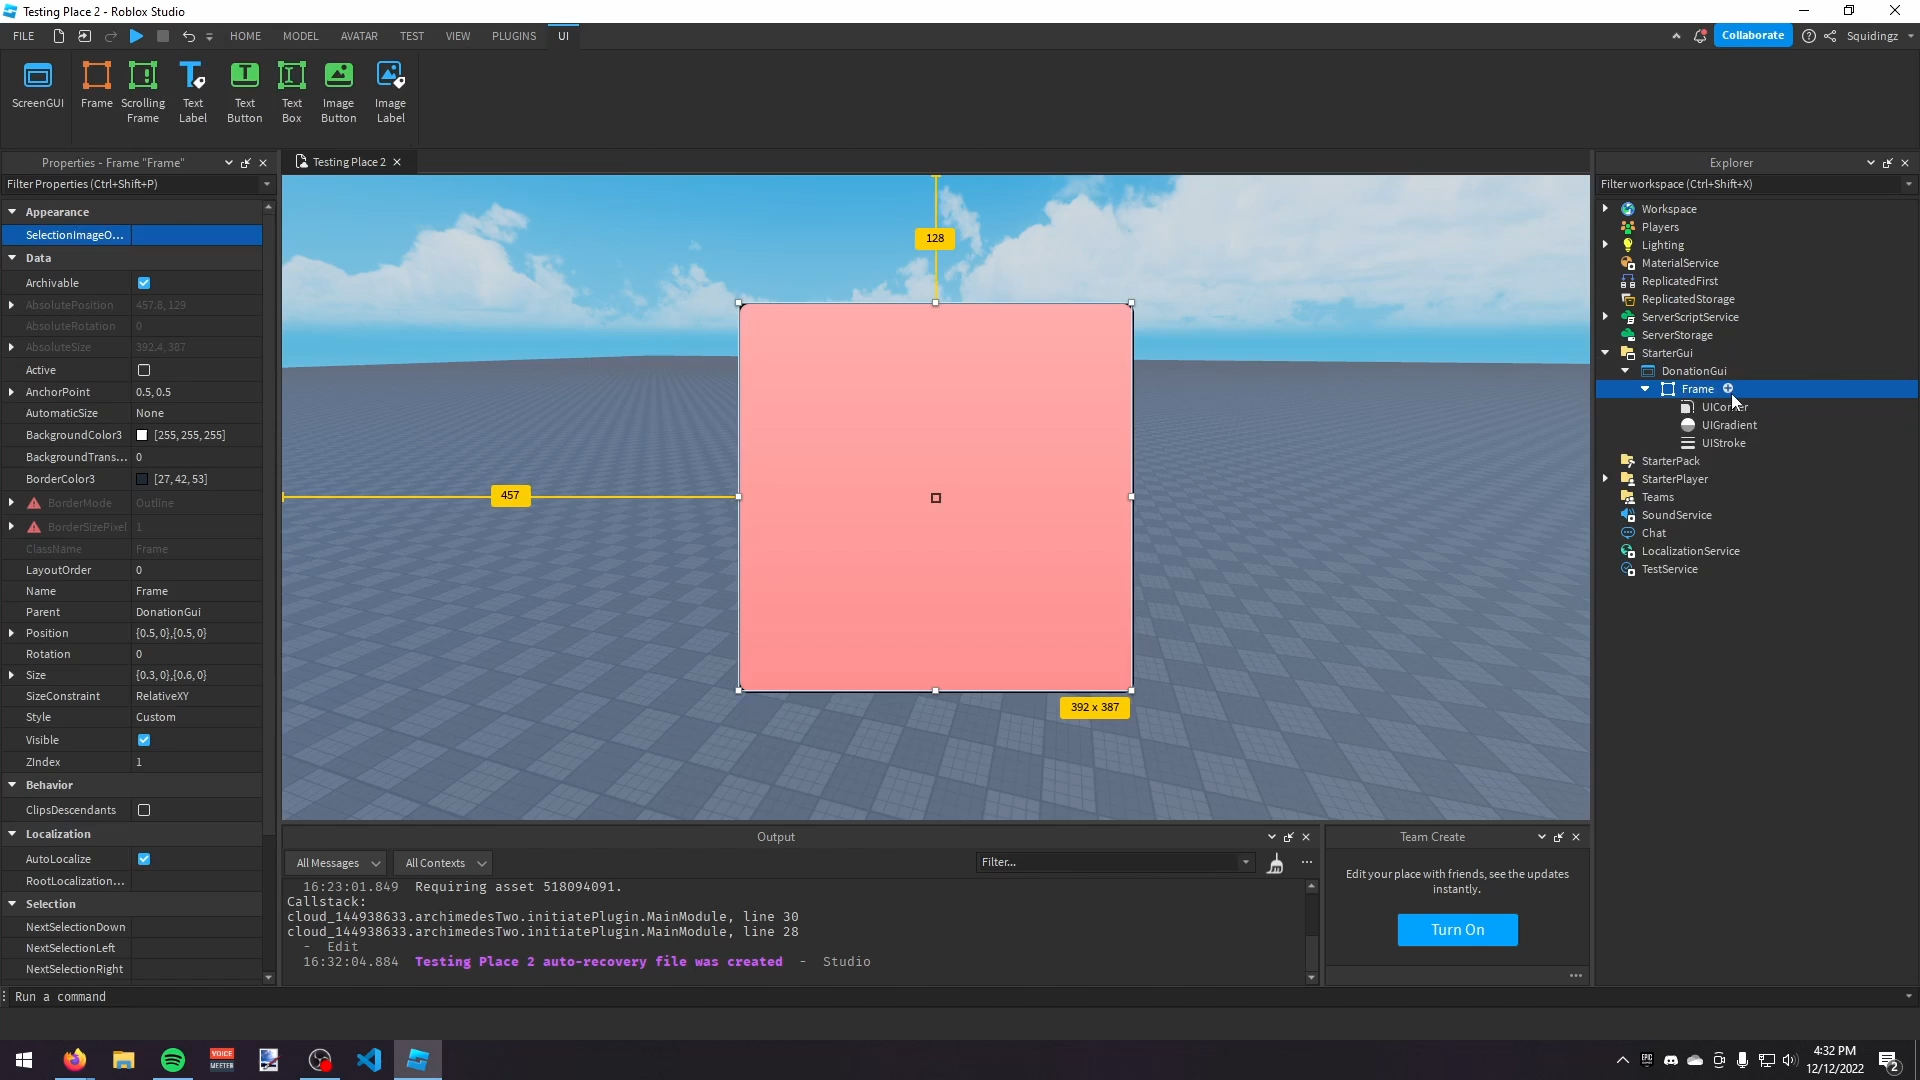 Testing Place 2 - Roblox Studio
FILE
HOME
MODEL
AVATAR
TEST
VIEW
PLUGINS
UI
Collaborate
Squidingz
ScreenGUI
Frame
Scrolling
Frame
Text
Label
Text
Button
Text
Box
Image
Button
Image
Label
Properties - Frame "Frame"
Filter Properties (Ctrl+Shift+P)
Appearance
SelectionImageO...
Data
Archivable
AbsolutePosition 457.8, 129
AbsoluteRotation 0
AbsoluteSize 392.4, 387
Active
AnchorPoint 0.5, 0.5
AutomaticSize None
BackgroundColor3 [255, 255, 255]
BackgroundTrans... 0
BorderColor3 [27, 42, 53]
BorderMode Outline
BorderSizePixel 1
ClassName Frame
LayoutOrder 0
Name Frame
Parent DonationGui
Position {0.5, 0},{0.5, 0}
Rotation 0
Size {0.3, 0},{0.6, 0}
SizeConstraint RelativeXY
Style Custom
Visible
ZIndex 1
Behavior
ClipsDescendants
Localization
AutoLocalize
RootLocalization...
Selection
NextSelectionDown
NextSelectionLeft
NextSelectionRight
Testing Place 2
128
457
392 x 387
Output
All Messages
All Contexts
Filter...
16:23:01.849 Requiring asset 518094091.
Callstack:
cloud_144938633.archimedesTwo.initiatePlugin.MainModule, line 30
cloud_144938633.archimedesTwo.initiatePlugin.MainModule, line 28
- Edit
16:32:04.884 Testing Place 2 auto-recovery file was created - Studio
Team Create
Edit your place with friends, see the updates
instantly.
Turn On
Explorer
Filter workspace (Ctrl+Shift+X)
Workspace
Players
Lighting
MaterialService
ReplicatedFirst
ReplicatedStorage
ServerScriptService
ServerStorage
StarterGui
DonationGui
Frame
UICorner
UIGradient
UIStroke
StarterPack
StarterPlayer
Teams
SoundService
Chat
LocalizationService
TestService
Run a command
VOICE
MEETER
EPIC
4:32 PM
12/12/2022
2